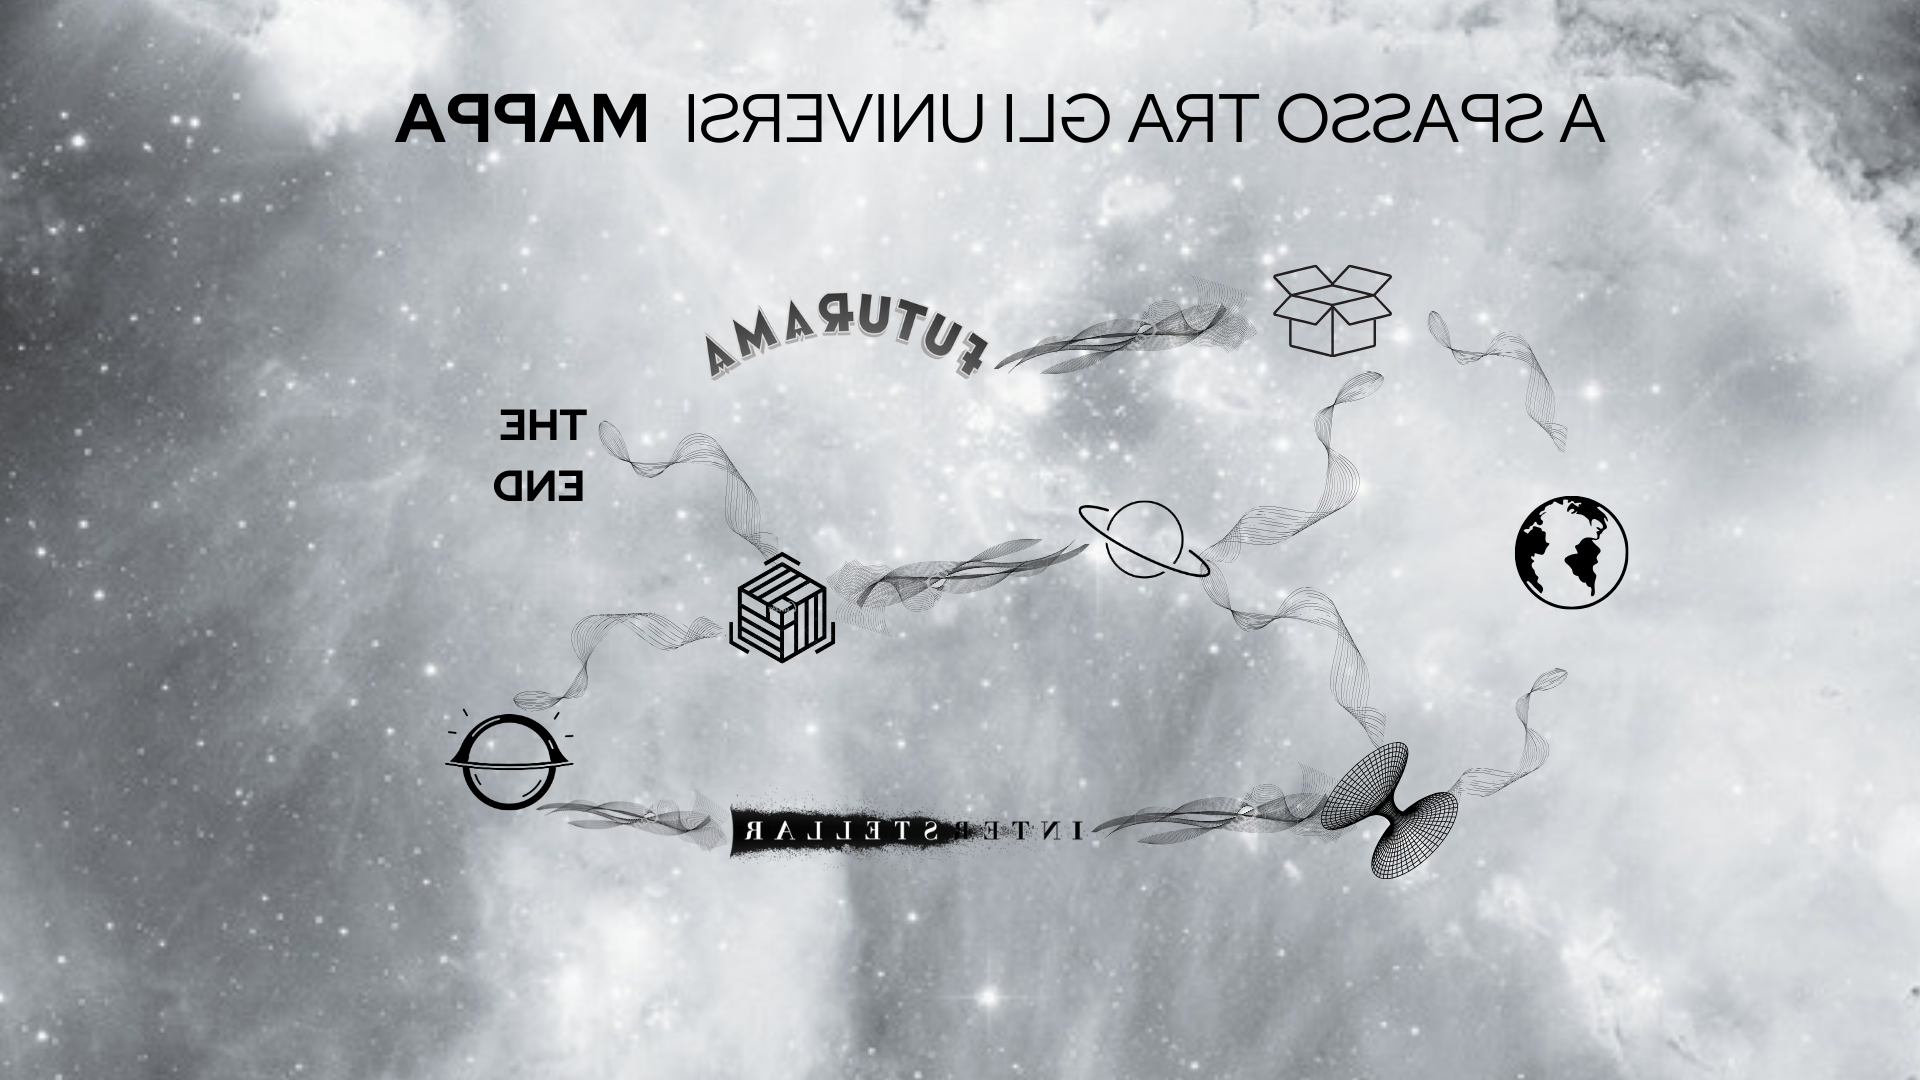 A SPASSO TRA GLI UNIVERSI MAPPA
FUTURAMA
THE
END
INTERSTELLAR